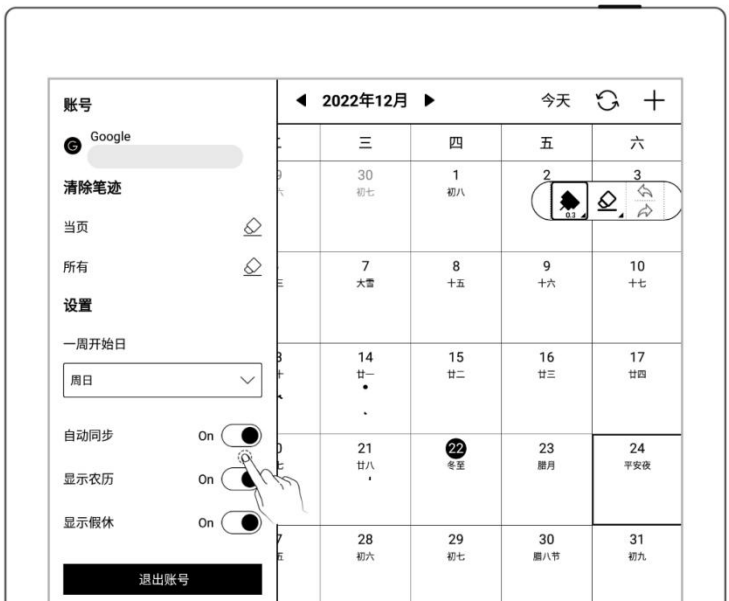 账号
Google
清除笔迹
当页
所有
设置
一周开始日
周日
自动同步 On
显示农历 On
显示假休 On
退出账号
2022年12月 今天
三 四 五 六
30 1 2 3
初七 初八
0.3
7 8 9 10
大雪 十五 十六 十七
14 15 16 17
廿一 廿二 廿三 廿四
21 22 23 24
廿八 冬至 腊月 平安夜
28 29 30 31
初六 初七 腊八节 初九